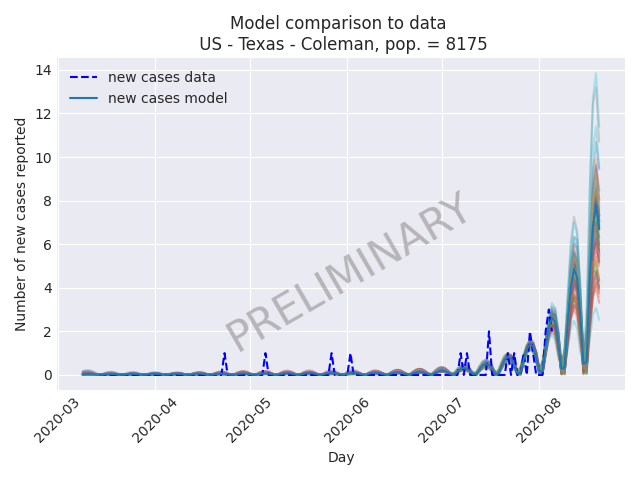 Model comparison to data
US - Texas - Coleman, pop. = 8175
new cases data
new cases model
PRELIMINARY
Number of new cases reported
14
12
10
8
6
4
2
0
2020-03
2020-04
2020-05
2020-06
2020-07
2020-08
Day